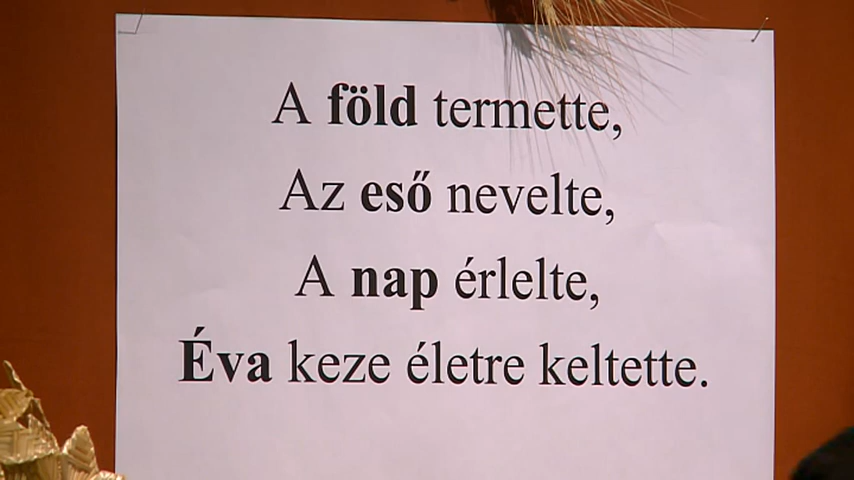 A föld termette,
Az eső nevelte,
A nap érlelte,
Éva keze életre keltette.